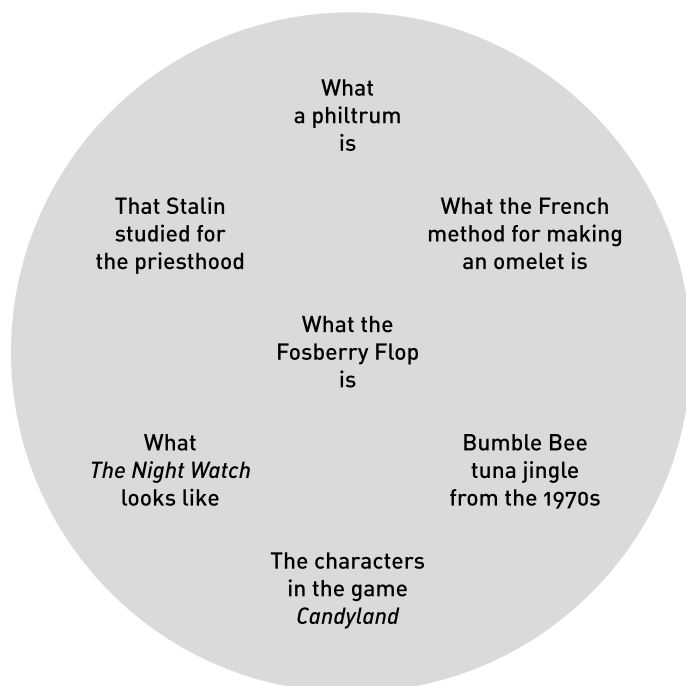 What
a philtrum
is
That Stalin
studied for
the priesthood
What the French
method for making
an omelet is
What the
Fosberry Flop
is
What
The Night Watch
looks like
Bumble Bee
tuna jingle
from the 1970s
The characters
in the game
Candyland